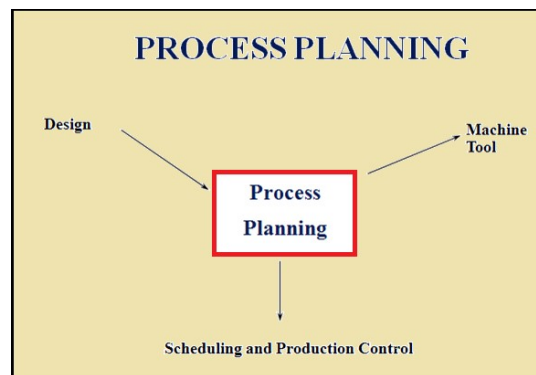 PROCESS PLANNING
Design
Machine
Tool
Process
Planning
Scheduling and Production Control